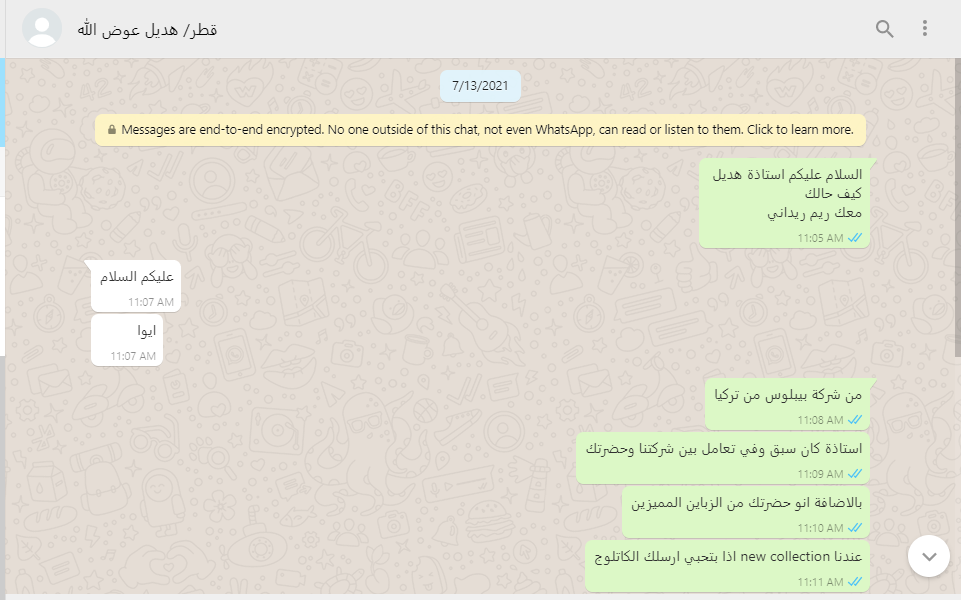 قطر/ هديل عوض الله
7/13/2021
Messages are end-to-end encrypted. No one outside of this chat, not even WhatsApp, can read or listen to them. Click to learn more.
السلام عليكم استاذة هديل
كيف حالك
معك ريم ريداني
11:05 AM
عليكم السلام
11:07 AM
ايوا
11:07 AM
من شركة بيبلوس من تركيا
11:08 AM
استاذة كان سبق وفي تعامل بين شركتنا وحضرتك
11:09 AM
بالاضافة انو حضرتك من الزباين المميزين
11:10 AM
عندنا new collection اذا بتحبي ارسلك الكاتلوج
11:11 AM